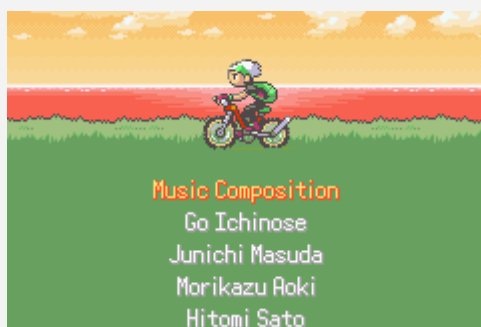 Music Composition
Go Ichinose
Junichi Masuda
Morikazu Aoki
Hitomi Sato